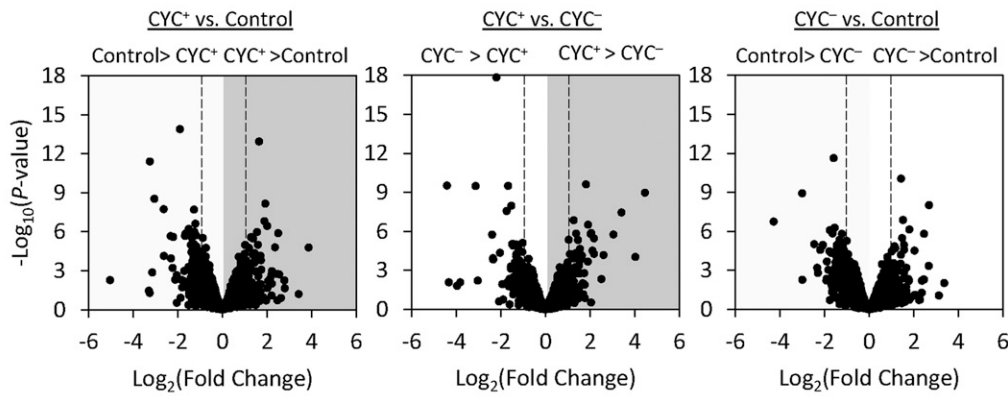 CYC⁺ vs. Control
CYC⁺ vs. CYC⁻
CYC⁻ vs. Control
Control> CYC⁺ CYC⁺ >Control
CYC⁻ > CYC⁺ CYC⁺ > CYC⁻
Control> CYC⁻ CYC⁻ >Control
-Log₁₀(P-value)
18
15
12
9
6
3
0
-6 -4 -2 0 2 4 6
Log₂(Fold Change)
18
15
12
9
6
3
0
-6 -4 -2 0 2 4 6
Log₂(Fold Change)
18
15
12
9
6
3
0
-6 -4 -2 0 2 4 6
Log₂(Fold Change)